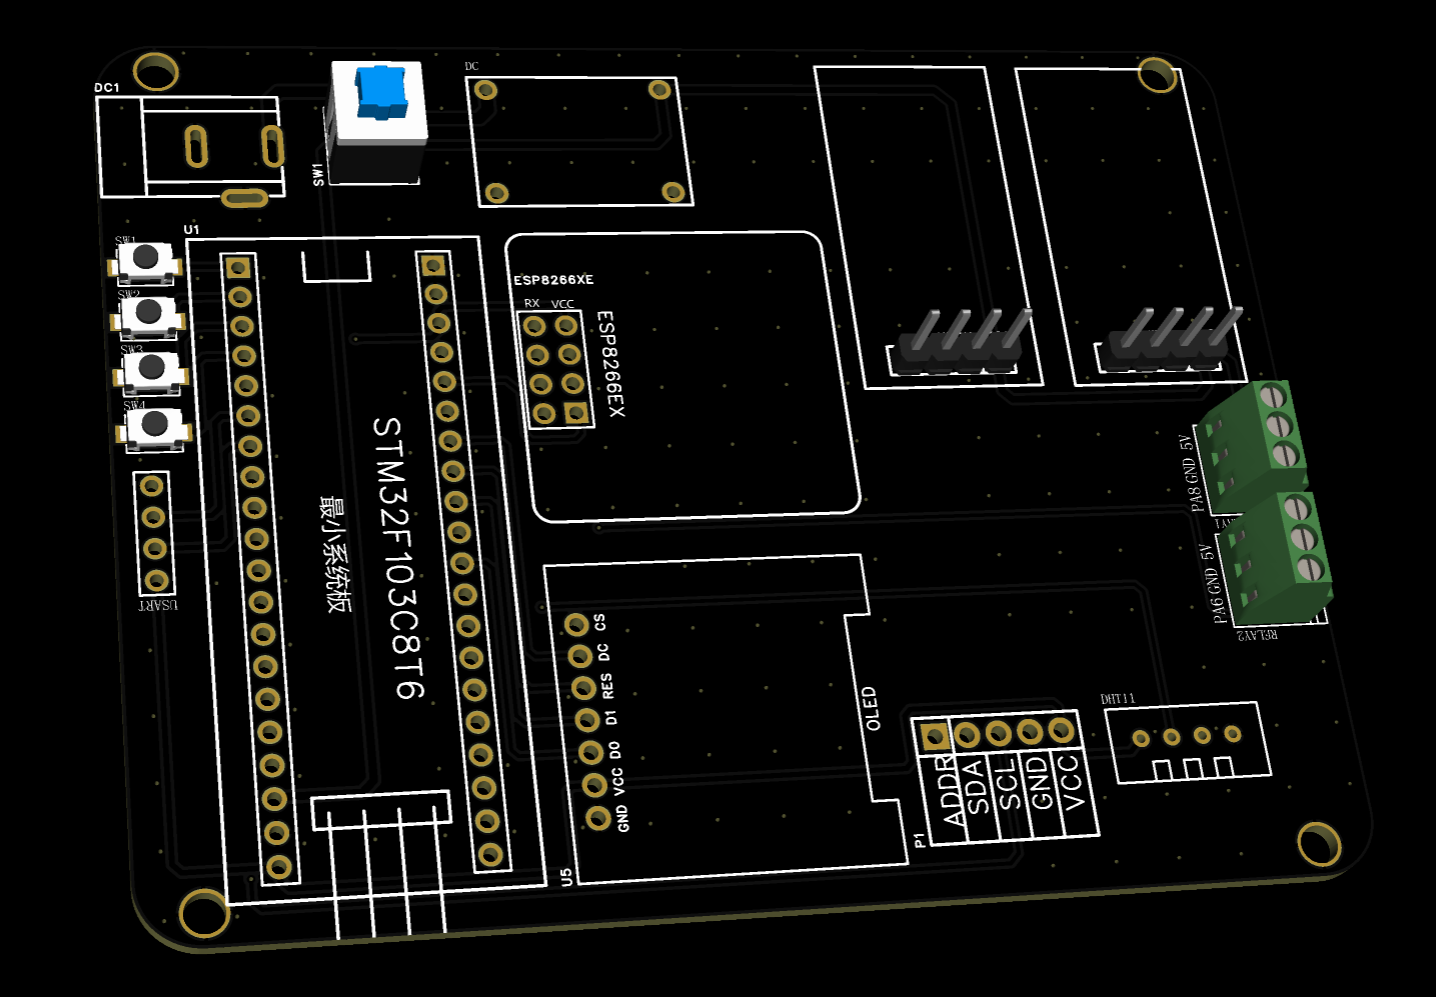 DC1
DC
SW1
U1
SW1
SW2
SW3
SW4
USART
最小系统板
STM32F103C8T6
ESP8266XE
RX VCC
ESP8266EX
5V
GND
PA8
5V
GND
PA6
RELAY2
CS
DC
RES
D1
D0
VCC
GND
OLED
U5
DHT11
P1
ADDR
SDA
SCL
GND
VCC